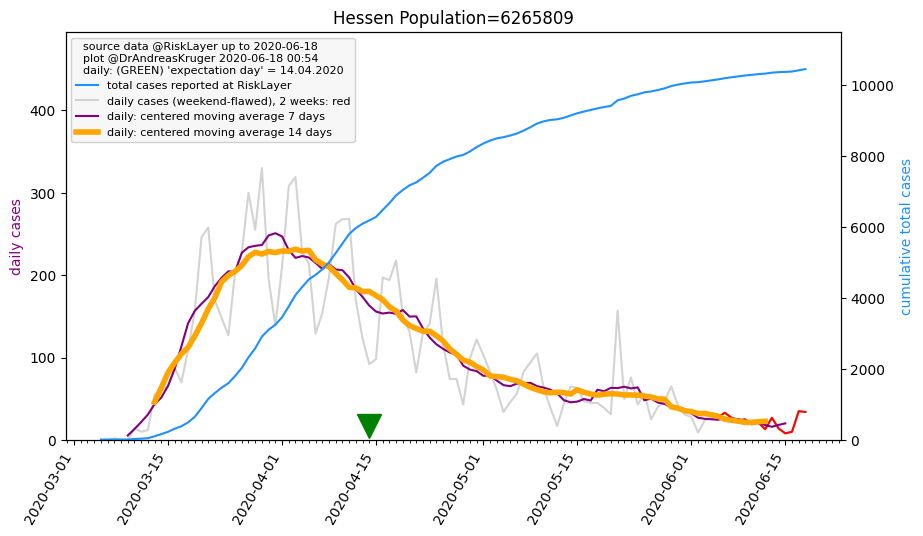 Hessen Population=6265809
source data @RiskLayer up to 2020-06-18
plot @DrAndreasKruger 2020-06-18 00:54
daily: (GREEN) 'expectation day' = 14.04.2020
total cases reported at RiskLayer
daily cases (weekend-flawed), 2 weeks: red
daily: centered moving average 7 days
daily: centered moving average 14 days
daily cases
400
300
200
100
0
cumulative total cases
10000
8000
6000
4000
2000
0
2020-03-01
2020-03-15
2020-04-01
2020-04-15
2020-05-01
2020-05-15
2020-06-01
2020-06-15